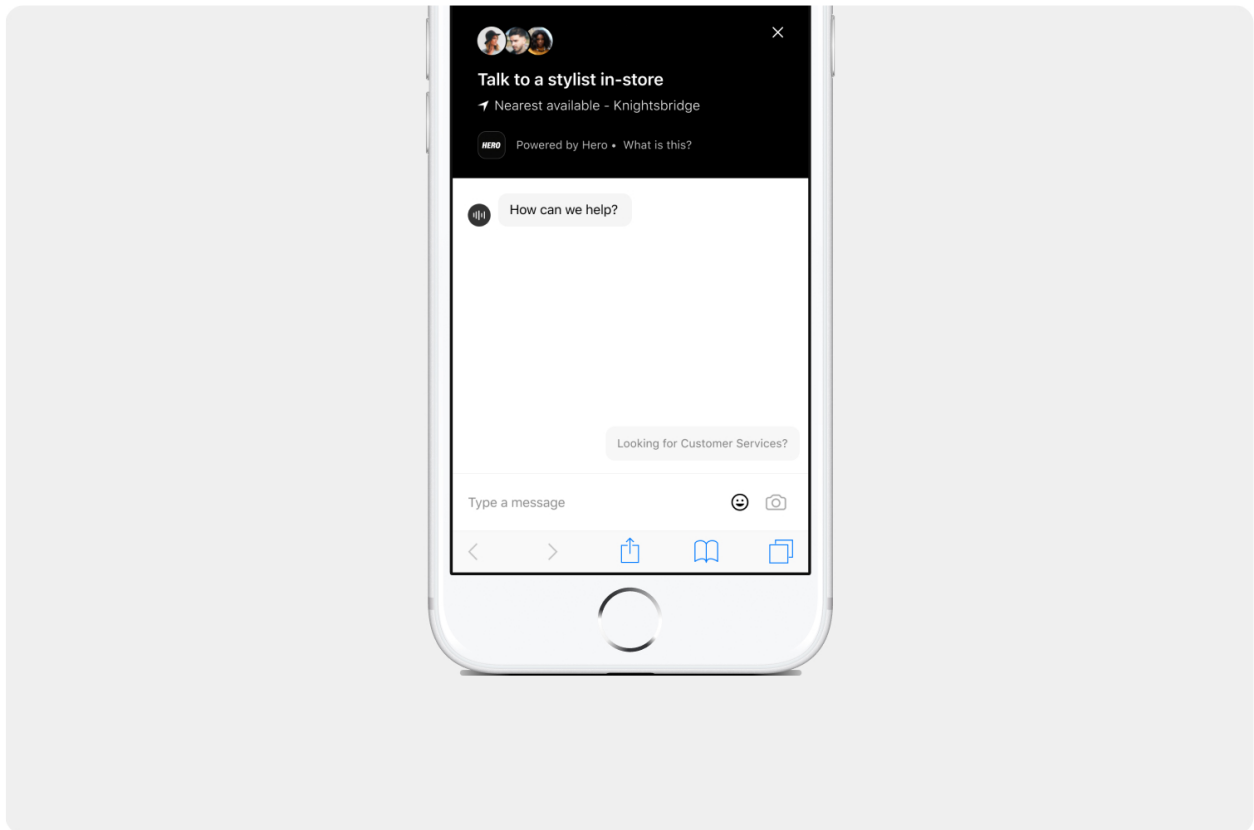 Talk to a stylist in-store
Nearest available - Knightsbridge
HERO Powered by Hero • What is this?
How can we help?
Looking for Customer Services?
Type a message